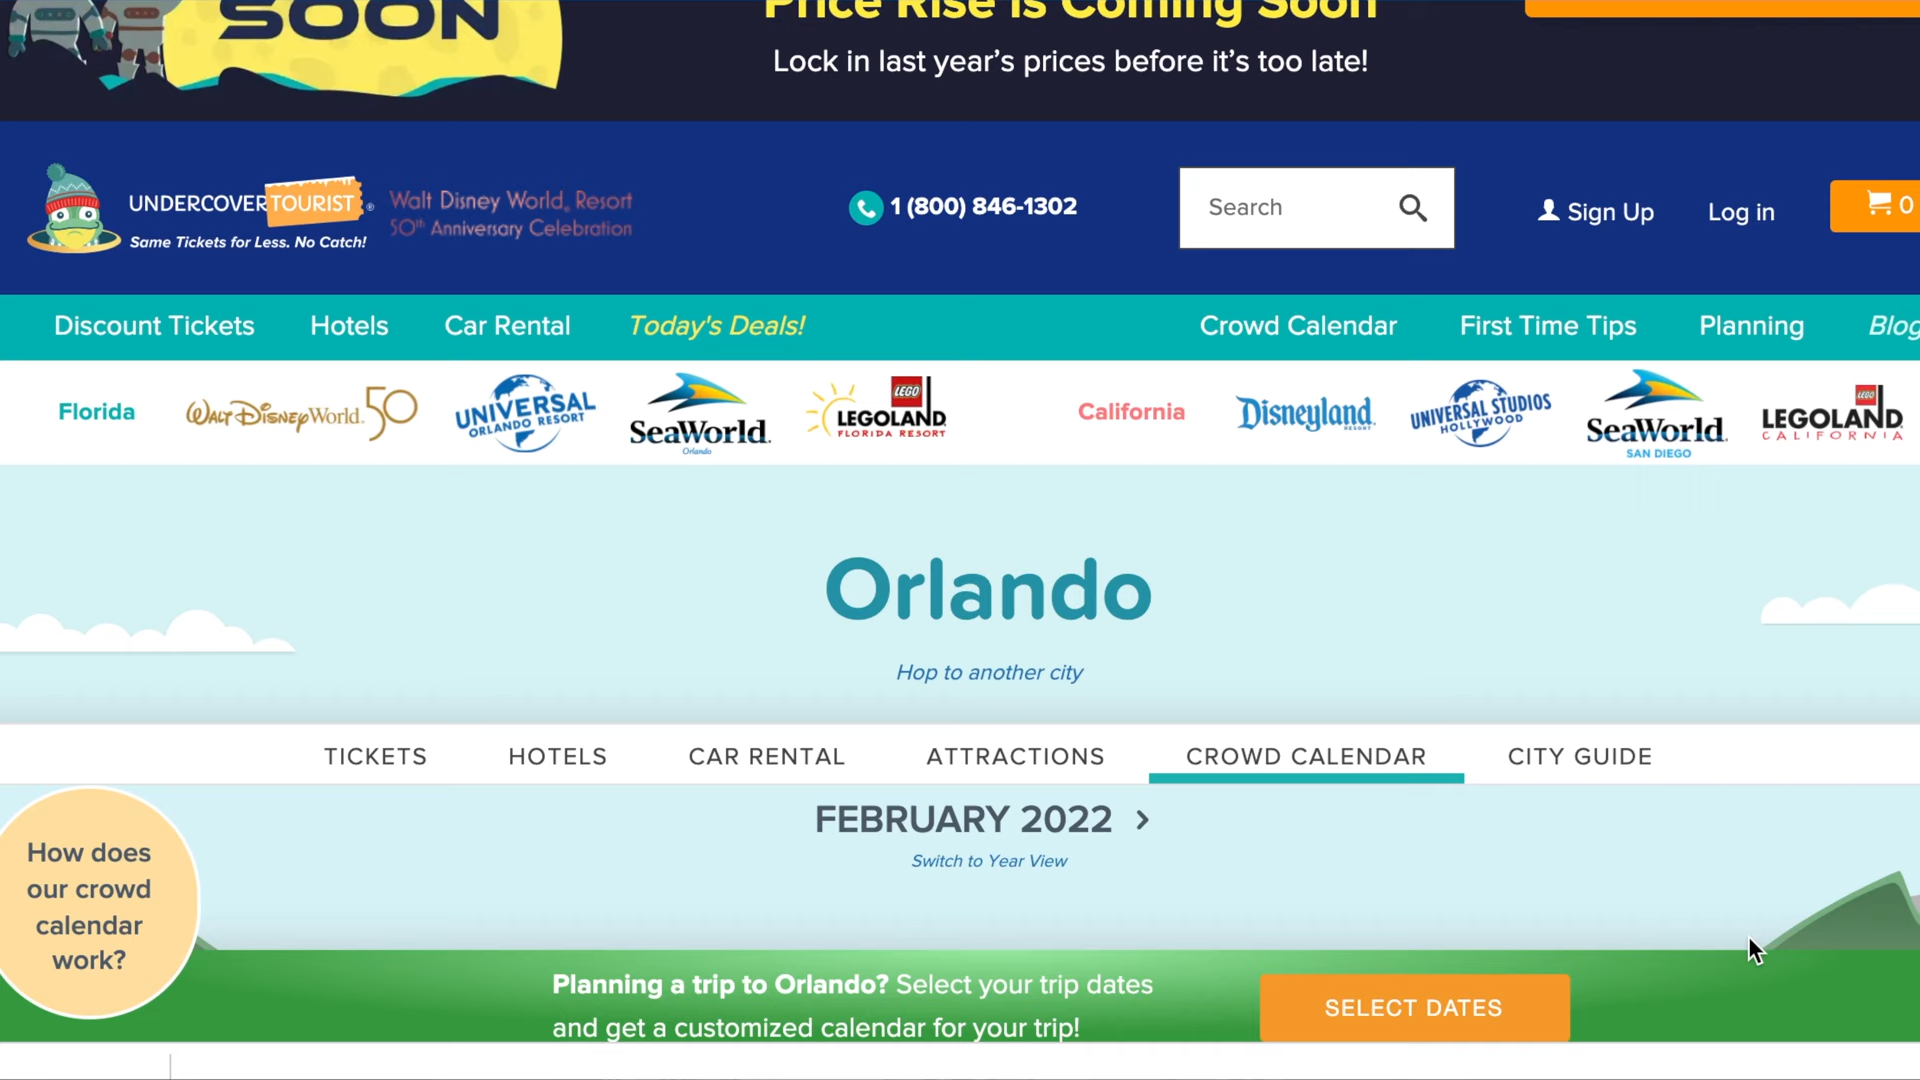 SOON
Price Rise is Coming Soon
Lock in last year's prices before it's too late!
UNDERCOVER TOURIST®
Same Tickets for Less. No Catch!
Walt Disney World® Resort
50th Anniversary Celebration
1 (800) 846-1302
Search
Sign Up
Log in
0
Discount Tickets
Hotels
Car Rental
Today's Deals!
Crowd Calendar
First Time Tips
Planning
Blog
Florida
Walt Disney World. 50
UNIVERSAL
ORLANDO RESORT
SeaWorld
Orlando
LEGO
LEGOLAND
FLORIDA RESORT
California
Disneyland
RESORT
UNIVERSAL STUDIOS
HOLLYWOOD
SeaWorld
SAN DIEGO
LEGO
LEGOLAND
CALIFORNIA
Orlando
Hop to another city
TICKETS
HOTELS
CAR RENTAL
ATTRACTIONS
CROWD CALENDAR
CITY GUIDE
FEBRUARY 2022 >
Switch to Year View
How does
our crowd
calendar
work?
Planning a trip to Orlando? Select your trip dates
and get a customized calendar for your trip!
SELECT DATES